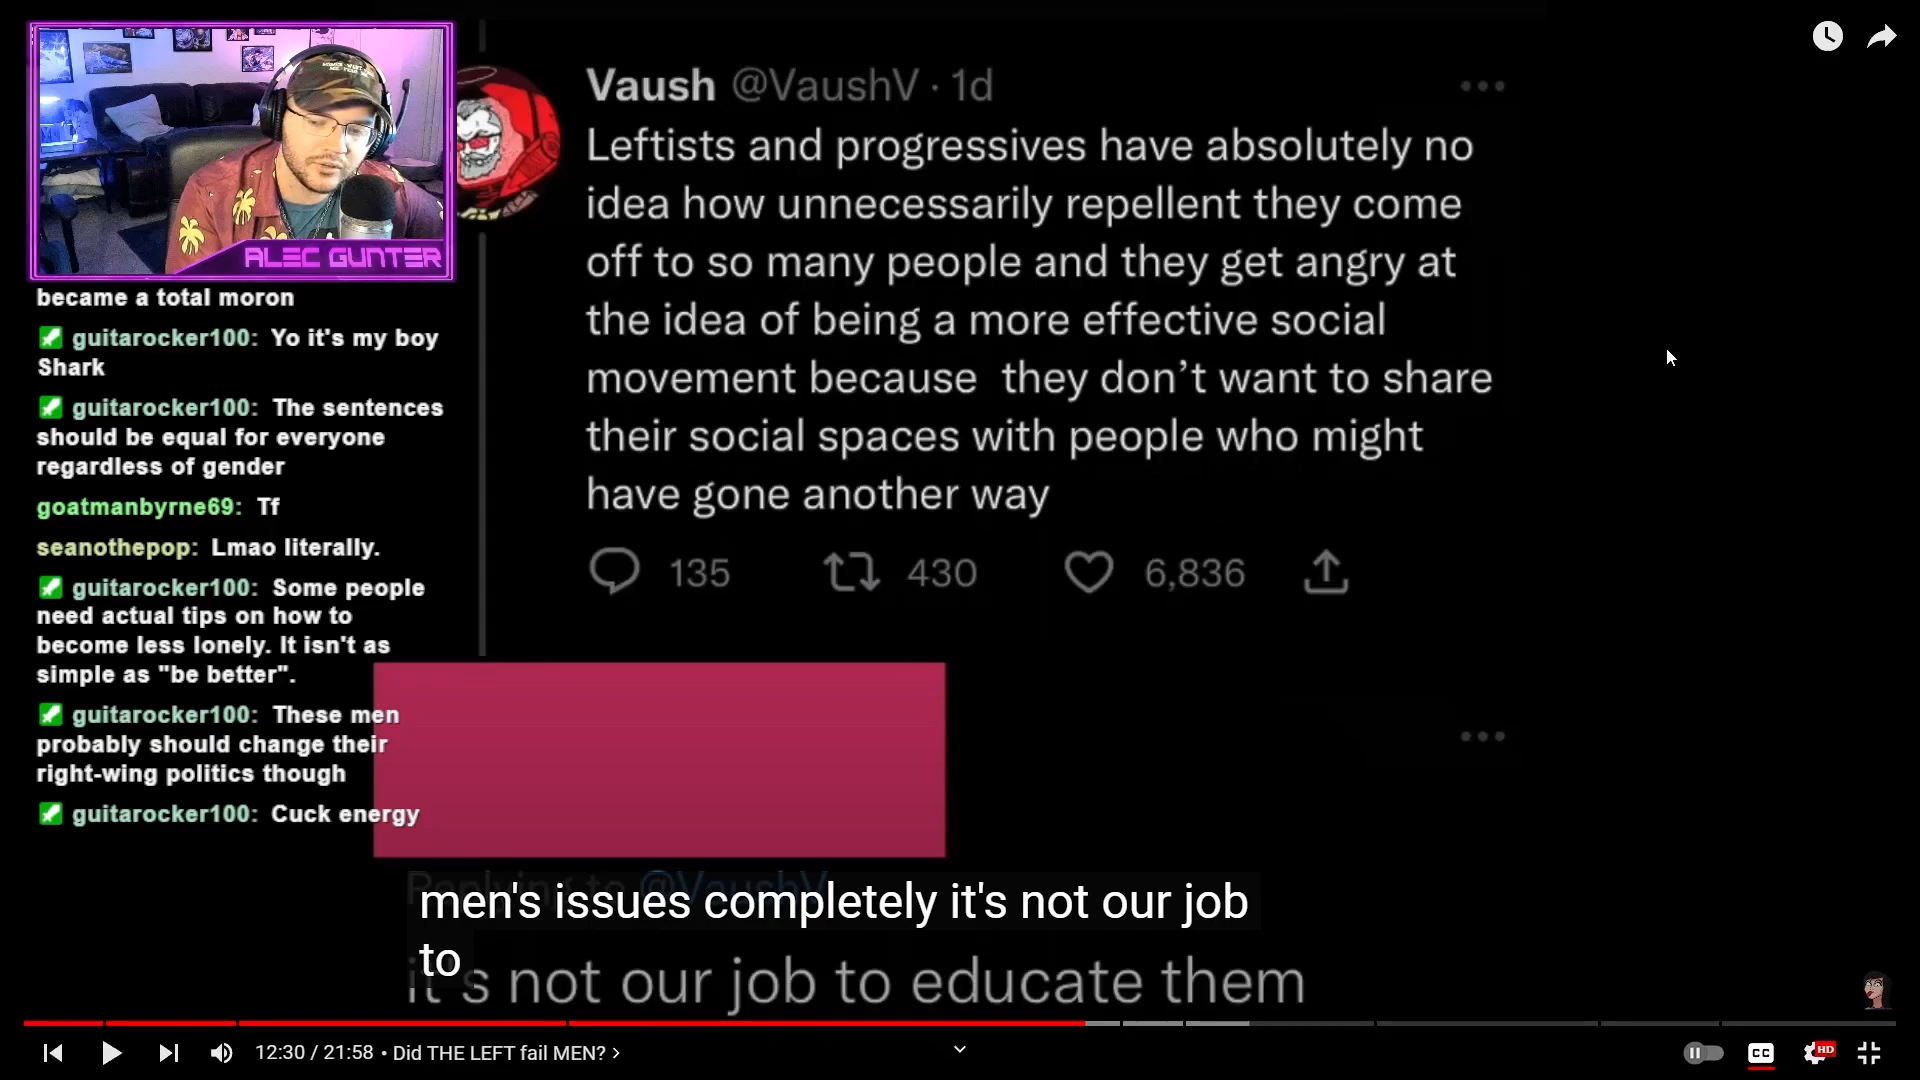 ALEC GUNTER
became a total moron
guitarocker100: Yo it's my boy
Shark
guitarocker100: The sentences
should be equal for everyone
regardless of gender
goatmanbyrne69: Tf
seanothepop: Lmao literally.
guitarocker100: Some people
need actual tips on how to
become less lonely. It isn't as
simple as "be better".
guitarocker100: These men
probably should change their
right-wing politics though
guitarocker100: Cuck energy
Vaush @VaushV · 1d
Leftists and progressives have absolutely no
idea how unnecessarily repellent they come
off to so many people and they get angry at
the idea of being a more effective social
movement because they don’t want to share
their social spaces with people who might
have gone another way
135 430 6,836
Replying to @VaushV
men's issues completely it's not our job
to
it's not our job to educate them
12:30 / 21:58 • Did THE LEFT fail MEN? ›
CC
HD